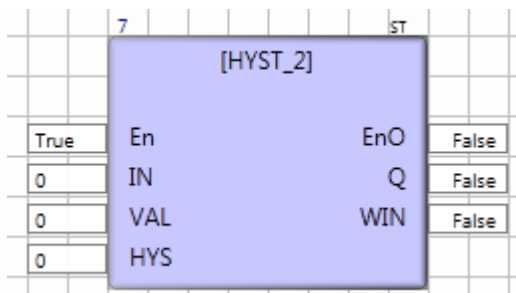 7 ST
[HYST_2]
True En EnO False
0 IN Q False
0 VAL WIN False
0 HYS